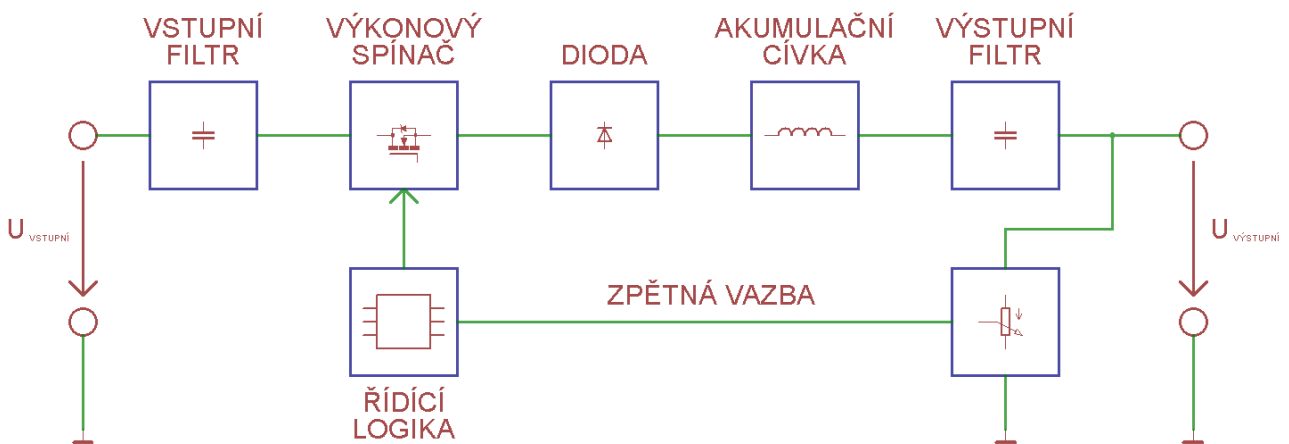 VSTUPNÍ
FILTR
VÝKONOVÝ
SPÍNAČ
DIODA
AKUMULAČNÍ
CÍVKA
VÝSTUPNÍ
FILTR
U VSTUPNÍ
U VÝSTUPNÍ
ZPĚTNÁ VAZBA
ŘÍDÍCÍ
LOGIKA